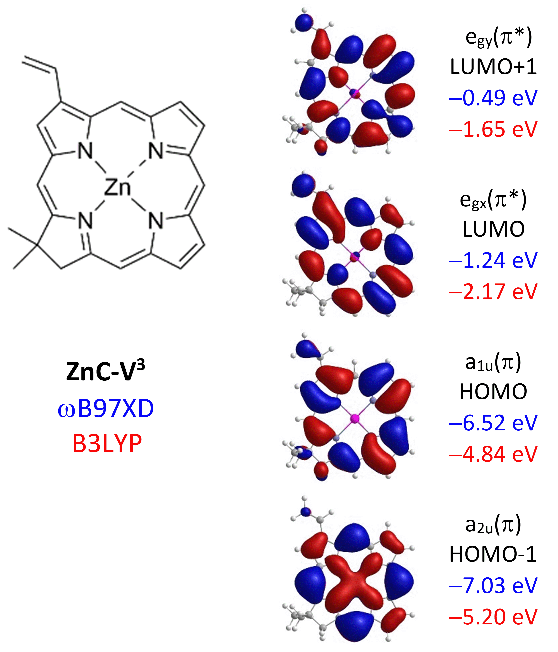 N
N
Zn
N
N
ZnC-V³
ωB97XD
B3LYP
e_gy(π*)
LUMO+1
−0.49 eV
−1.65 eV
e_gx(π*)
LUMO
−1.24 eV
−2.17 eV
a_1u(π)
HOMO
−6.52 eV
−4.84 eV
a_2u(π)
HOMO-1
−7.03 eV
−5.20 eV